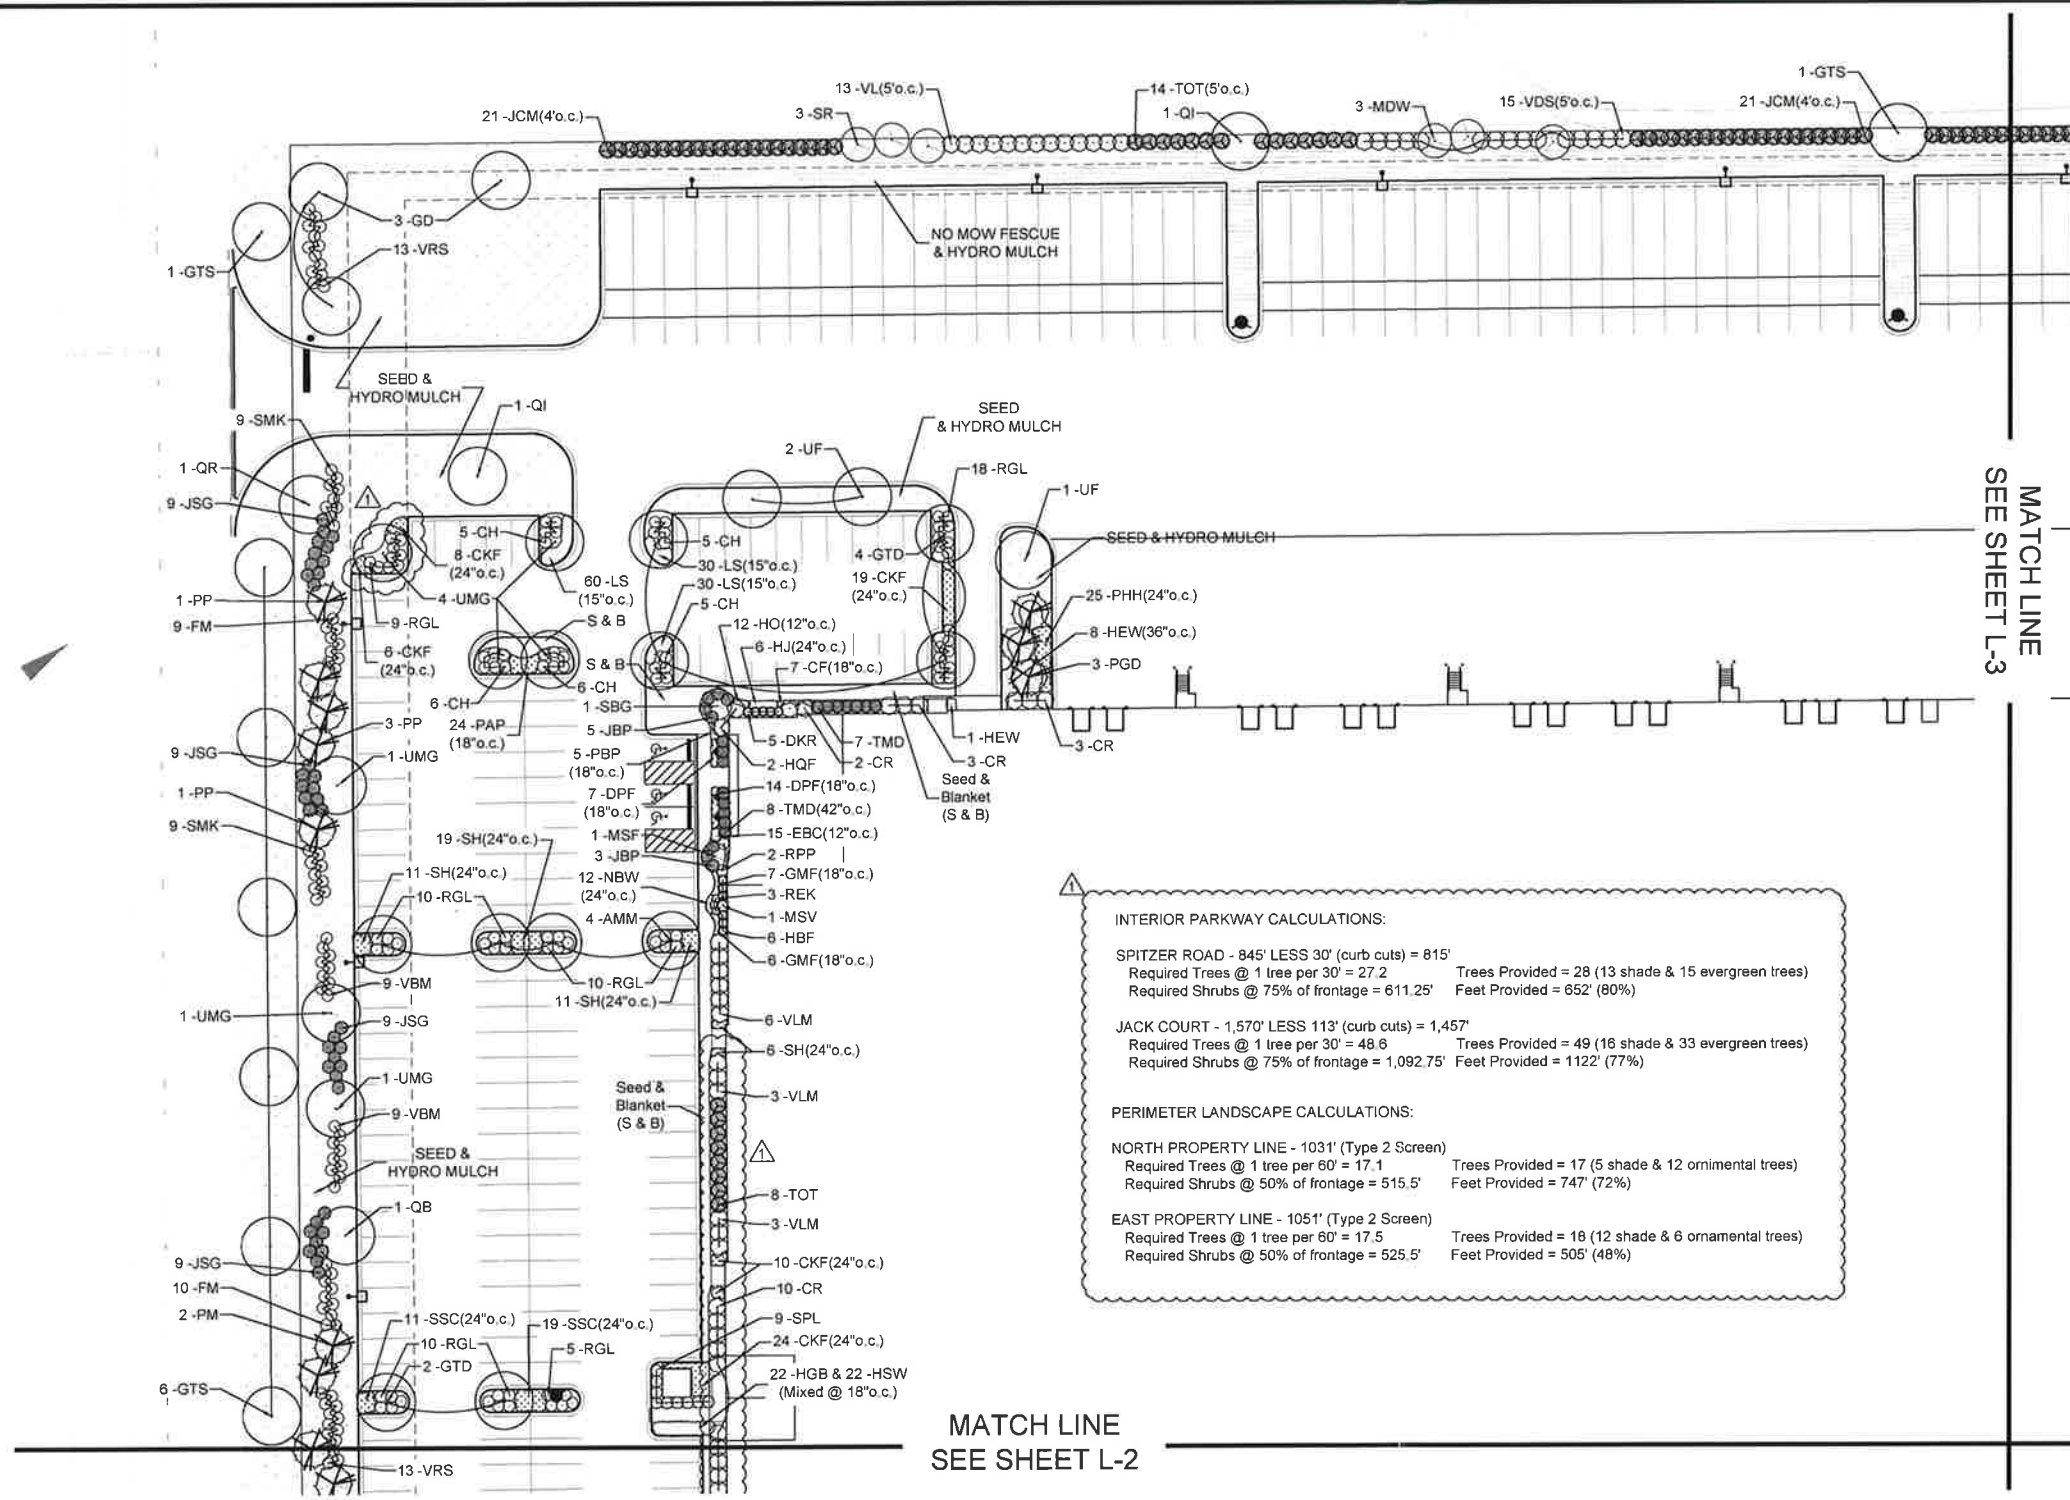 1 -GTS
13 -VL(5'o.c.)
14 -TOT(5'o.c.)
21 -JCM(4'o.c.)
3 -SR
1 -QI
3 -MDW
15 -VDS(5'o.c.)
21 -JCM(4'o.c.)
3 -GD
13 -VRS
1 -GTS
NO MOW FESCUE
& HYDRO MULCH
SEED &
HYDRO MULCH
1 -QI
9 -SMK
1 -QR
9 -JSG
1
SEED
& HYDRO MULCH
2 -UF
18 -RGL
1 -UF
5 -CH
8 -CKF
(24"o.c.)
5 -CH
30 -LS(15"o.c.)
30 -LS(15"o.c.)
5 -CH
4 -GTD
19 -CKF
(24"o.c.)
SEED & HYDRO MULCH
60 -LS
(15"o.c.)
S & B
4 -UMG
1 -PP
9 -FM
9 -RGL
6 -CKF
(24"o.c.)
12 -HO(12"o.c.)
6 -HJ(24"o.c.)
7 -CF(18"o.c.)
25 -PHH(24"o.c.)
8 -HEW(36"o.c.)
3 -PGD
S & B
6 -CH
6 -CH
24 -PAP
(18"o.c.)
1 -SBG
5 -JBP
3 -PP
9 -JSG
1 -UMG
1 -PP
9 -SMK
5 -PBP
(18"o.c.)
7 -DPF
(18"o.c.)
5 -DKR
7 -TMD
2 -HQF
2 -CR
1 -HEW
3 -CR
3 -CR
Seed &
Blanket
(S & B)
14 -DPF(18"o.c.)
8 -TMD(42"o.c.)
15 -EBC(12"o.c.)
1 -MSF
3 -JBP
2 -RPP
12 -NBW
(24"o.c.)
7 -GMF(18"o.c.)
3 -REK
4 -AMM
1 -MSV
6 -HBF
6 -GMF(18"o.c.)
19 -SH(24"o.c.)
11 -SH(24"o.c.)
10 -RGL
10 -RGL
11 -SH(24"o.c.)
9 -VBM
1 -UMG
9 -JSG
1 -UMG
9 -VBM
SEED &
HYDRO MULCH
6 -VLM
6 -SH(24"o.c.)
Seed &
Blanket
(S & B)
3 -VLM
1
8 -TOT
3 -VLM
1 -QB
9 -JSG
10 -FM
2 -PM
10 -CKF(24"o.c.)
10 -CR
11 -SSC(24"o.c.)
19 -SSC(24"o.c.)
10 -RGL
5 -RGL
2 -GTD
9 -SPL
24 -CKF(24"o.c.)
22 -HGB & 22 -HSW
(Mixed @ 18"o.c.)
6 -GTS
13 -VRS
1
INTERIOR PARKWAY CALCULATIONS:
SPITZER ROAD - 845' LESS 30' (curb cuts) = 815'
Required Trees @ 1 tree per 30' = 27.2 Trees Provided = 28 (13 shade & 15 evergreen trees)
Required Shrubs @ 75% of frontage = 611.25' Feet Provided = 652' (80%)
JACK COURT - 1,570' LESS 113' (curb cuts) = 1,457'
Required Trees @ 1 tree per 30' = 48.6 Trees Provided = 49 (16 shade & 33 evergreen trees)
Required Shrubs @ 75% of frontage = 1,092.75' Feet Provided = 1122' (77%)
PERIMETER LANDSCAPE CALCULATIONS:
NORTH PROPERTY LINE - 1031' (Type 2 Screen)
Required Trees @ 1 tree per 60' = 17.1 Trees Provided = 17 (5 shade & 12 ornimental trees)
Required Shrubs @ 50% of frontage = 515.5' Feet Provided = 747' (72%)
EAST PROPERTY LINE - 1051' (Type 2 Screen)
Required Trees @ 1 tree per 60' = 17.5 Trees Provided = 18 (12 shade & 6 ornamental trees)
Required Shrubs @ 50% of frontage = 525.5' Feet Provided = 505' (48%)
MATCH LINE
SEE SHEET L-3
MATCH LINE
SEE SHEET L-2